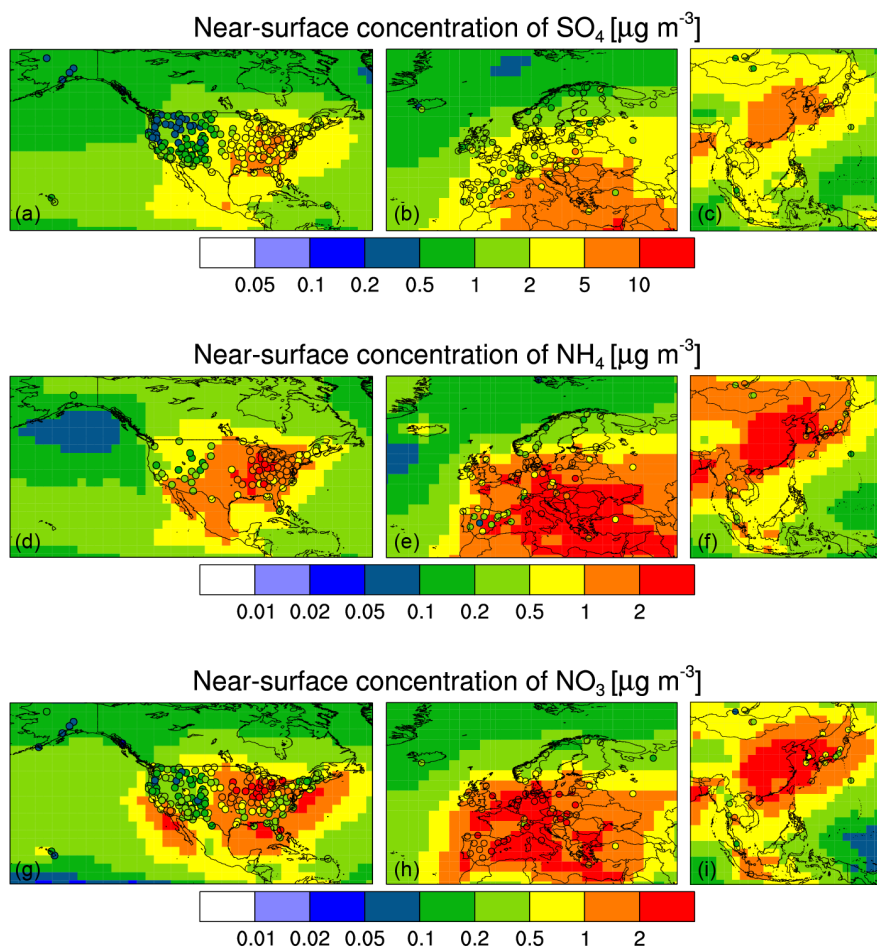 Near-surface concentration of SO4 [μg m-3]
(a) (b) (c)
0.05 0.1 0.2 0.5 1 2 5 10
Near-surface concentration of NH4 [μg m-3]
(d) (e) (f)
0.01 0.02 0.05 0.1 0.2 0.5 1 2
Near-surface concentration of NO3 [μg m-3]
(g) (h) (i)
0.01 0.02 0.05 0.1 0.2 0.5 1 2